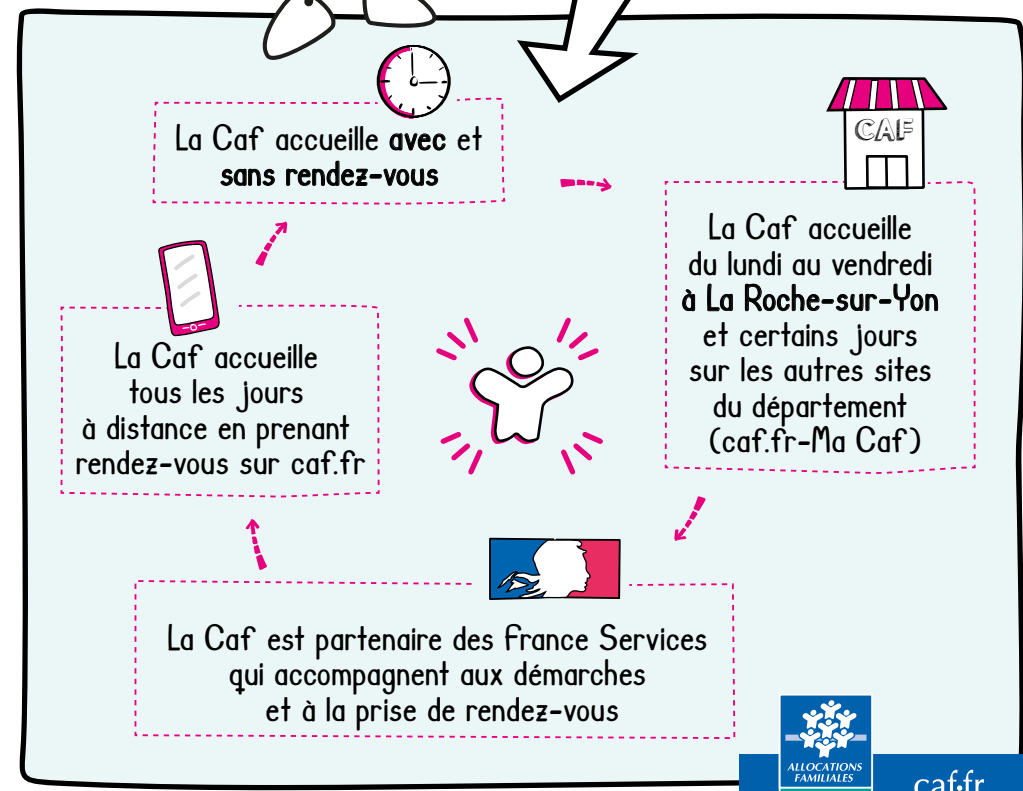 La Caf accueille avec et
sans rendez-vous
CAF
La Caf accueille
du lundi au vendredi
à La Roche-sur-Yon
et certains jours
sur les autres sites
du département
(caf.fr-Ma Caf)
La Caf accueille
tous les jours
à distance en prenant
rendez-vous sur caf.fr
La Caf est partenaire des France Services
qui accompagnent aux démarches
et à la prise de rendez-vous
ALLOCATIONS
FAMILIALES
caf.fr